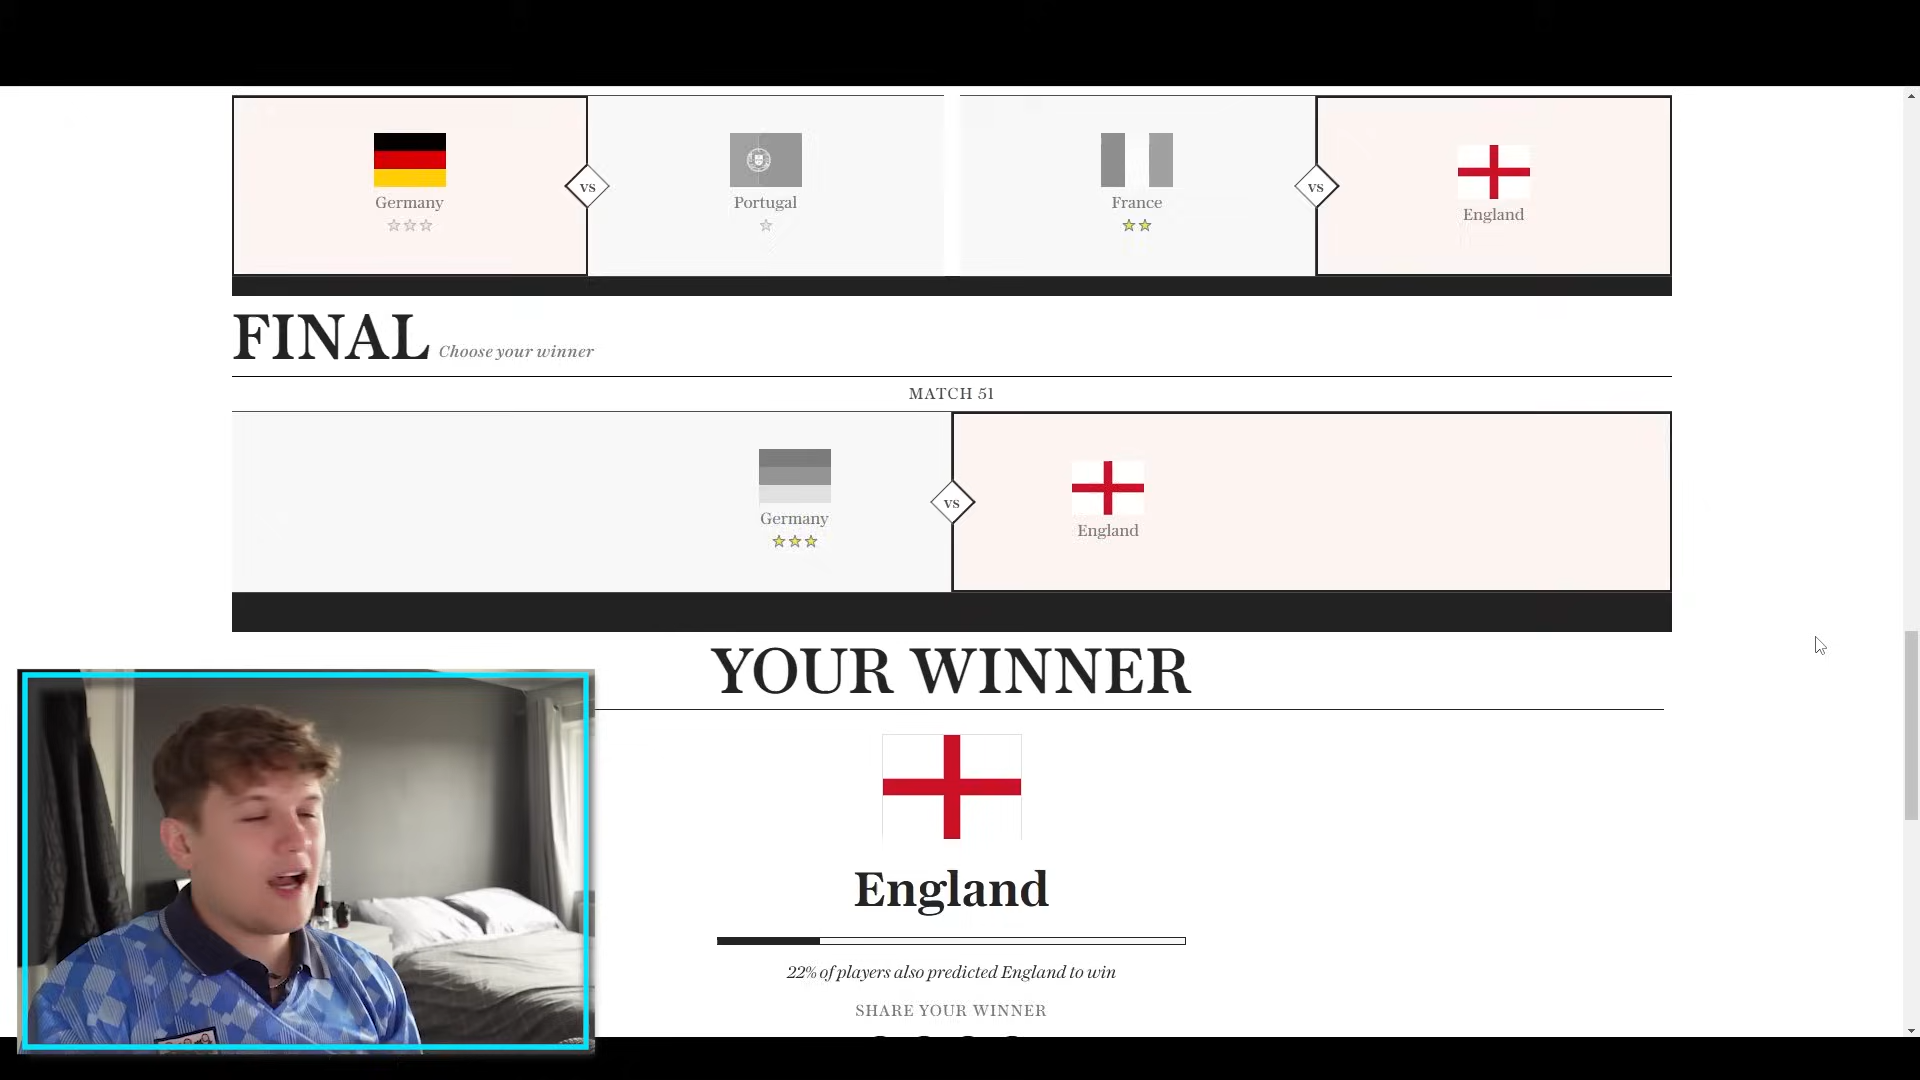 VS
VS
Germany
Portugal
France
England
FINAL Choose your winner
MATCH 51
VS
Germany
England
YOUR WINNER
England
22% of players also predicted England to win
SHARE YOUR WINNER